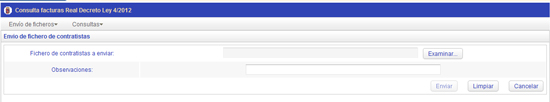 Consulta facturas Real Decreto Ley 4/2012
Envío de ficheros Consultas
Envio de fichero de contratistas
Fichero de contratistas a enviar: Examinar...
Observaciones:
Enviar Limpiar Cancelar